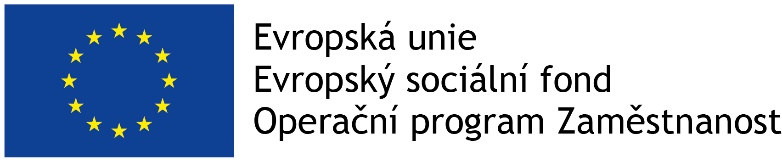 Evropská unie
Evropský sociální fond
Operační program Zaměstnanost